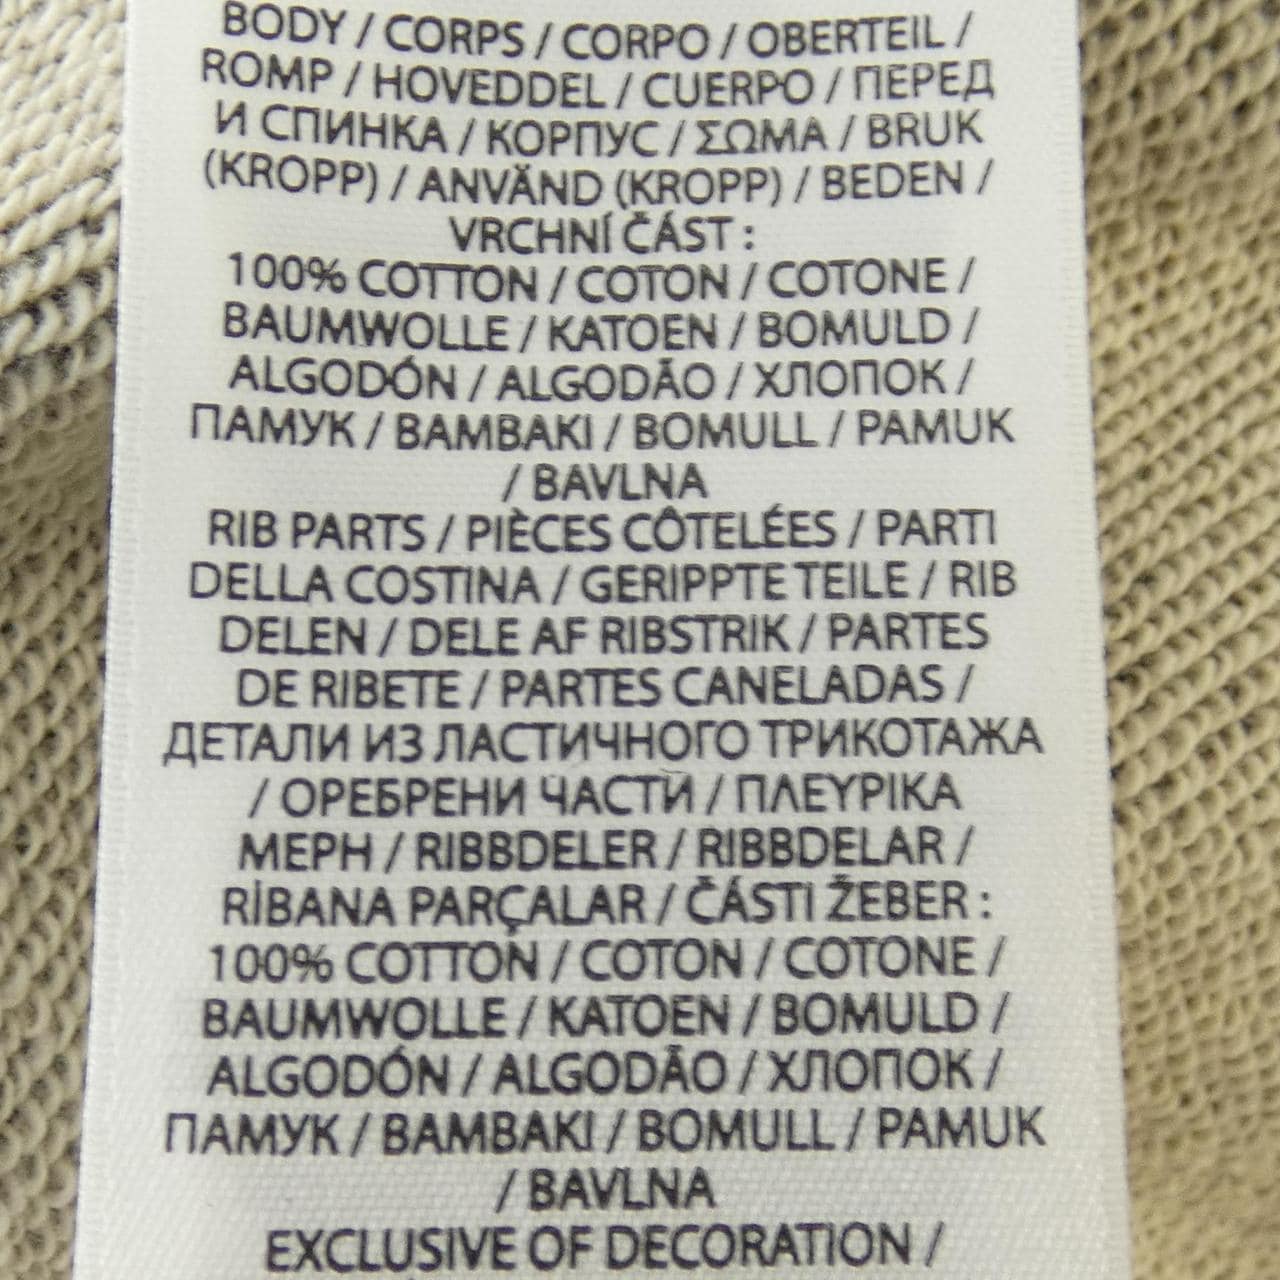 BODY / CORPS / CORPO / OBERTEIL /
ROMP / HOVEDDEL / CUERPO / ПЕРЕД
И СПИНКА / КОРПУС / ΣΩΜΑ / BRUK
(KROPP) / ANVÄND (KROPP) / BEDEN /
VRCHNÍ ČÁST :
100% COTTON / COTON / COTONE /
BAUMWOLLE / KATOEN / BOMULD /
ALGODÓN / ALGODÃO / ХЛОПОК /
ПАМУК / BAMBAKI / BOMULL / PAMUK
/ BAVLNA
RIB PARTS / PIÈCES CÔTELÉES / PARTI
DELLA COSTINA / GERIPPTE TEILE / RIB
DELEN / DELE AF RIBSTRIK / PARTES
DE RIBETE / PARTES CANELADAS /
ДЕТАЛИ ИЗ ЛАСТИЧНОГО ТРИКОТАЖА
/ ОРЕБРЕНИ ЧАСТИ / ΠΛΕΥΡΙΚΑ
ΜΕΡΗ / RIBBDELER / RIBBDELAR /
RİBANA PARÇALAR / ČÁSTI ŽEBER :
100% COTTON / COTON / COTONE /
BAUMWOLLE / KATOEN / BOMULD /
ALGODÓN / ALGODÃO / ХЛОПОК /
ПАМУК / BAMBAKI / BOMULL / PAMUK
/ BAVLNA
EXCLUSIVE OF DECORATION /